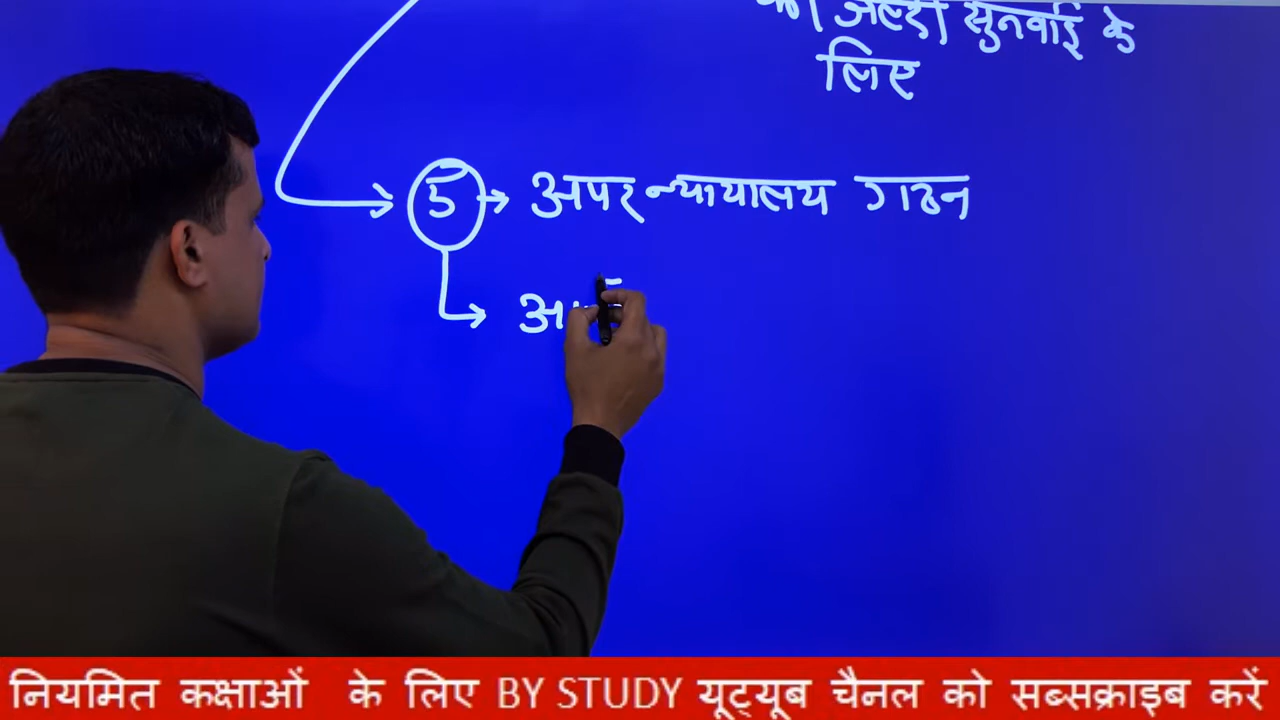 की जल्दी सुनवाई के
लिए
5 → अपर न्यायालय गठन
नियमित कक्षाओं के लिए BY STUDY यूट्यूब चैनल को सब्सक्राइब करें